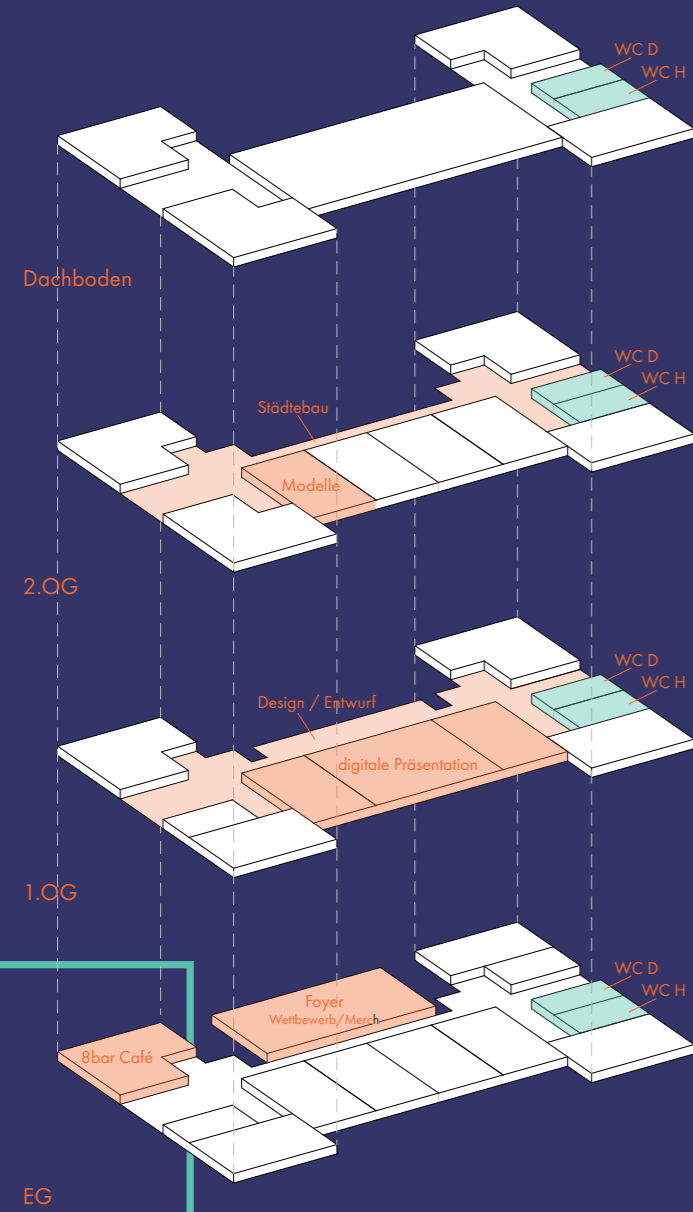 WC D
WC H
Dachboden
WC D
WC H
Städtebau
Modelle
2.OG
WC D
WC H
Design / Entwurf
digitale Präsentation
1.OG
WC D
WC H
Foyer
Wettbewerb/Merch
8bar Café
EG